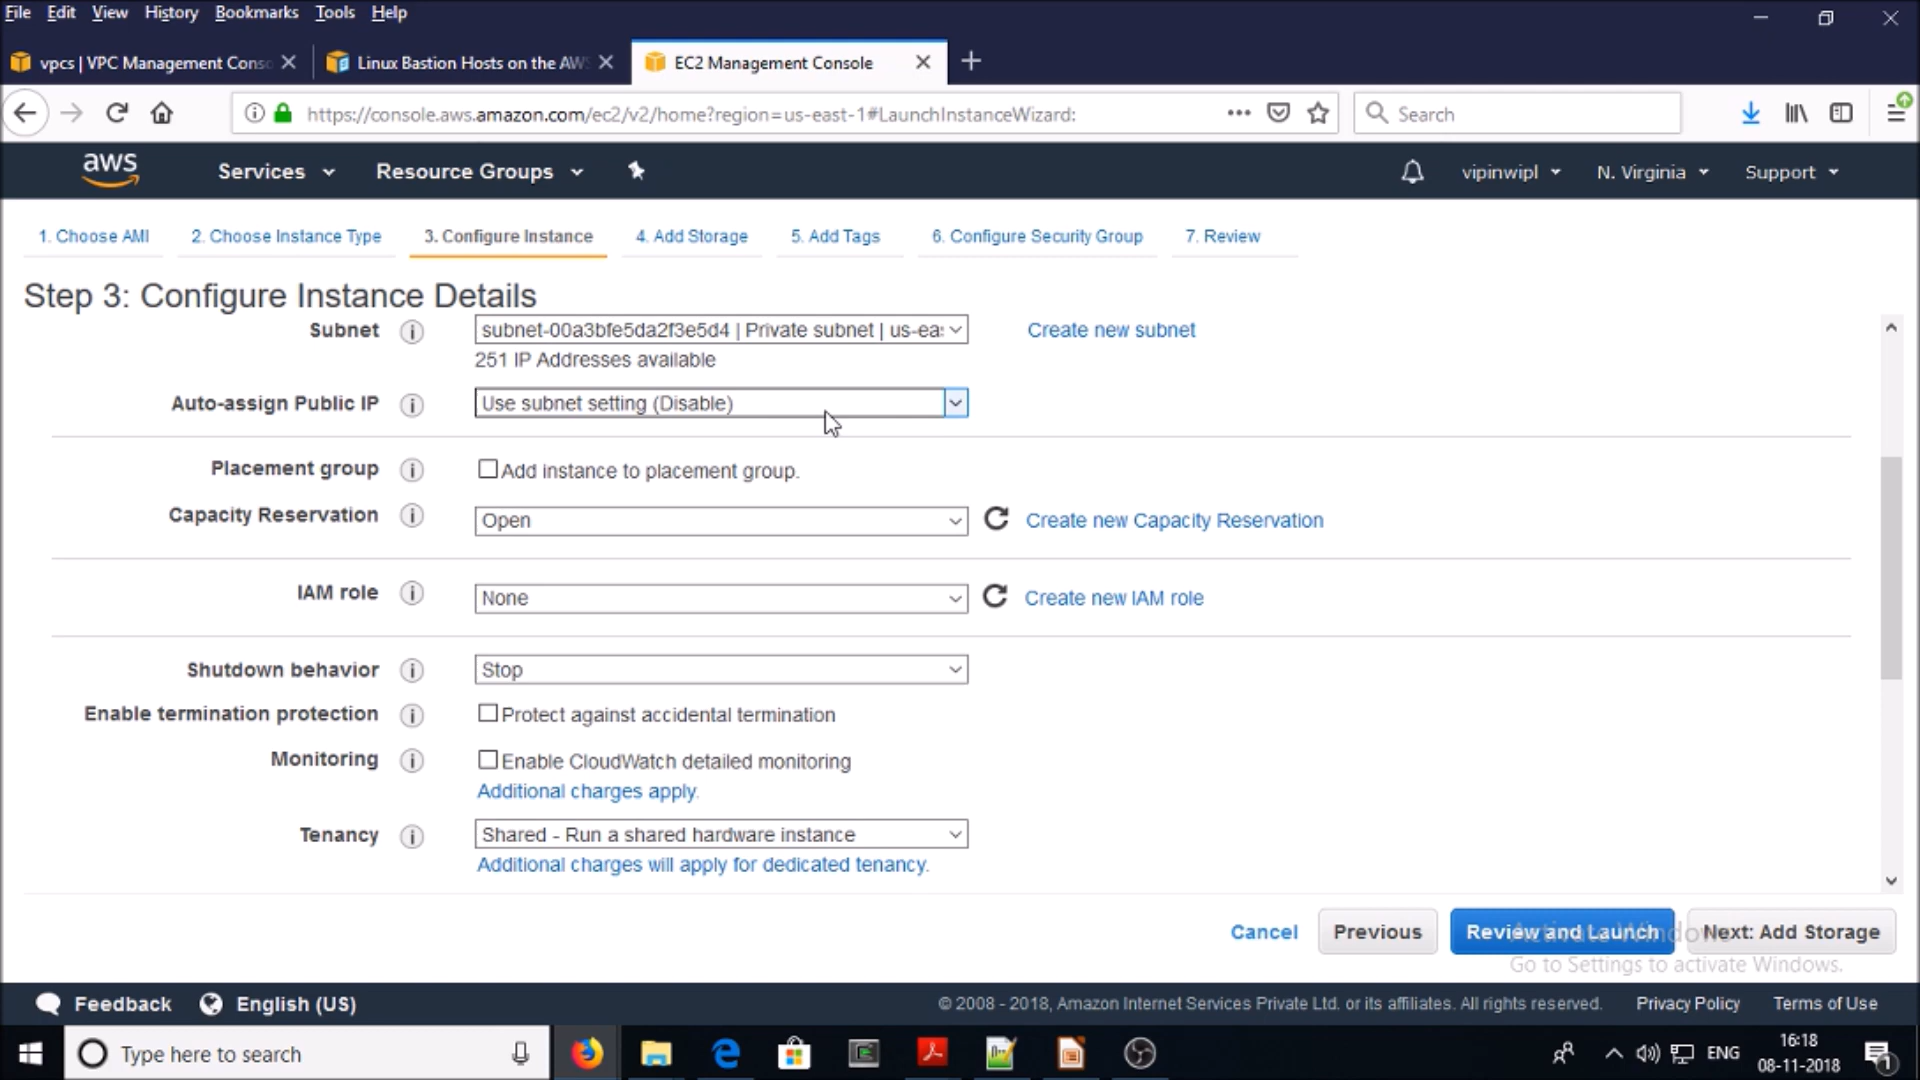 File Edit View History Bookmarks Tools Help
vpcs | VPC Management Conso
Linux Bastion Hosts on the AWS
EC2 Management Console
https://console.aws.amazon.com/ec2/v2/home?region=us-east-1#LaunchInstanceWizard:
Search
aws Services Resource Groups vipinwipl N. Virginia Support
1. Choose AMI 2. Choose Instance Type 3. Configure Instance 4. Add Storage 5. Add Tags 6. Configure Security Group 7. Review
Step 3: Configure Instance Details
Subnet i subnet-00a3bfe5da2f3e5d4 | Private subnet | us-eas Create new subnet
251 IP Addresses available
Auto-assign Public IP i Use subnet setting (Disable)
Placement group i Add instance to placement group.
Capacity Reservation i Open Create new Capacity Reservation
IAM role i None Create new IAM role
Shutdown behavior i Stop
Enable termination protection i Protect against accidental termination
Monitoring i Enable CloudWatch detailed monitoring
Additional charges apply.
Tenancy i Shared - Run a shared hardware instance
Additional charges will apply for dedicated tenancy.
Cancel Previous Review and Launch Next: Add Storage
Activate Windows
Go to Settings to activate Windows.
Feedback English (US) © 2008 - 2018, Amazon Internet Services Private Ltd. or its affiliates. All rights reserved. Privacy Policy Terms of Use
Type here to search
ENG
16:18
08-11-2018
1